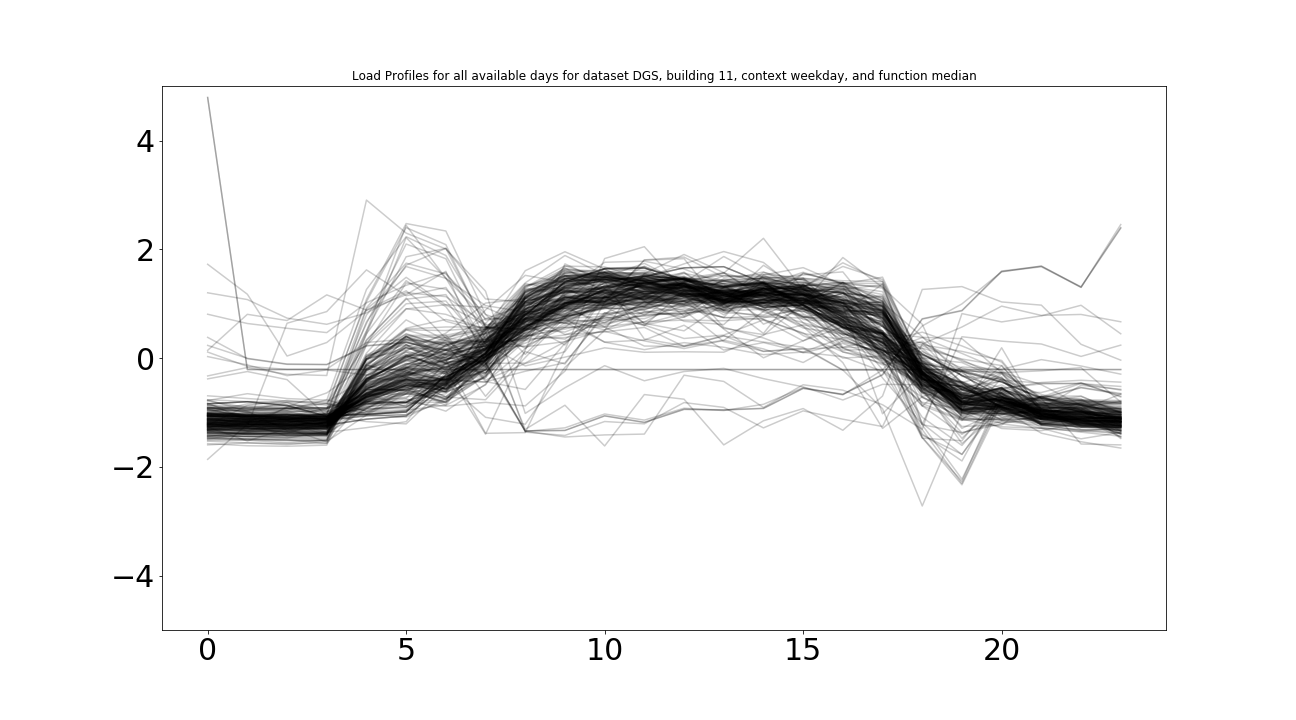 Load Profiles for all available days for dataset DGS, building 11, context weekday, and function median
4
2
0
−2
−4
0 5 10 15 20